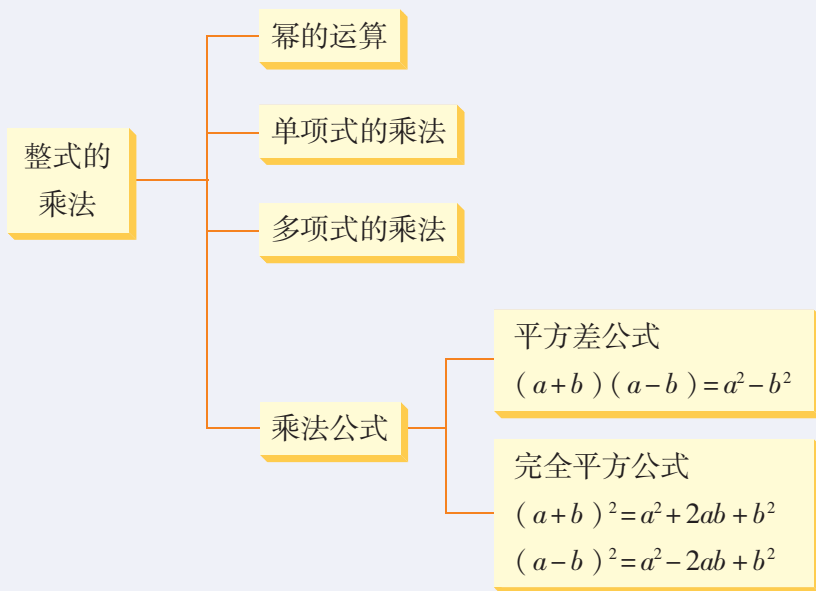 整式的
乘法
幂的运算
单项式的乘法
多项式的乘法
乘法公式
平方差公式
(a+b)(a-b)=a²-b²
完全平方公式
(a+b)²=a²+2ab+b²
(a-b)²=a²-2ab+b²